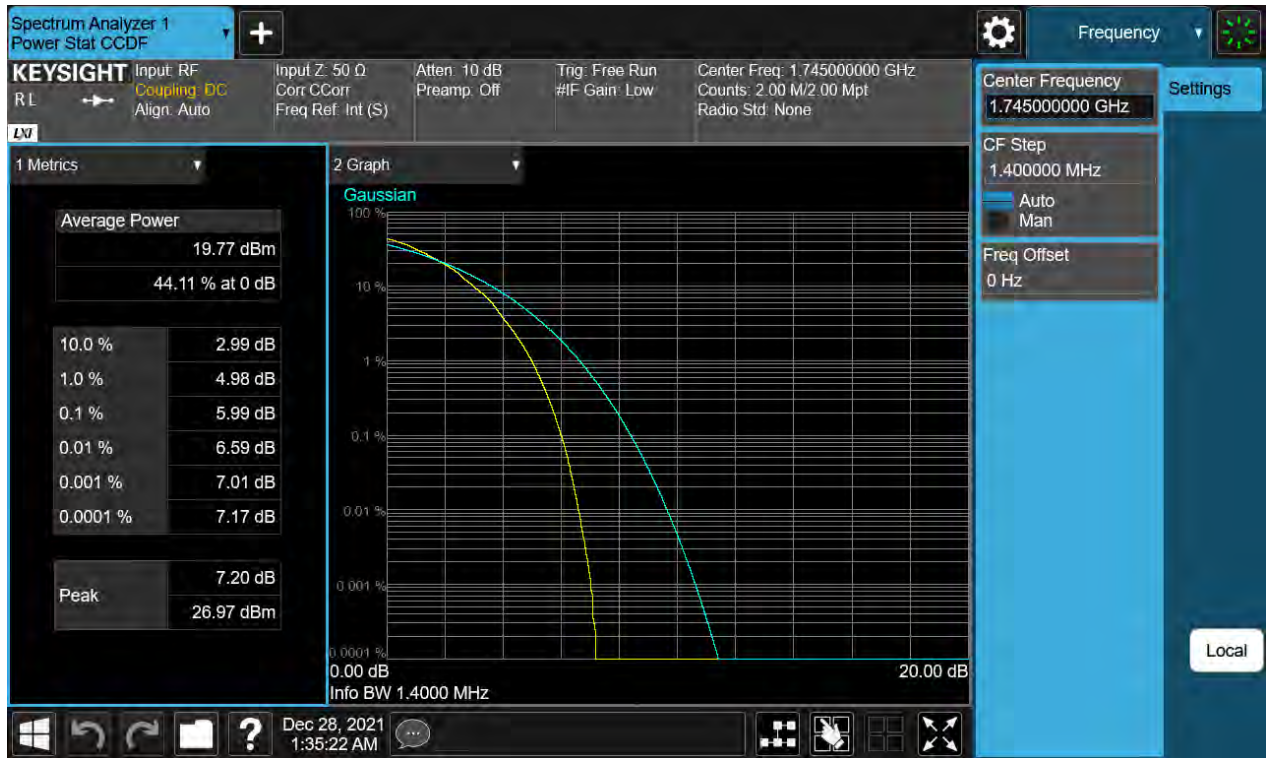 Spectrum Analyzer 1
Power Stat CCDF
+
Frequency
KEYSIGHT
RL
LXI
Input: RF
Coupling: DC
Align: Auto
Input Z: 50 Ω
Corr CCorr
Freq Ref: Int (S)
Atten: 10 dB
Preamp: Off
Trig: Free Run
#IF Gain: Low
Center Freq: 1.745000000 GHz
Counts: 2.00 M/2.00 Mpt
Radio Std: None
Center Frequency
1.745000000 GHz
Settings
CF Step
1.400000 MHz
Auto
Man
Freq Offset
0 Hz
1 Metrics
Average Power
19.77 dBm
44.11 % at 0 dB
10.0 % 2.99 dB
1.0 % 4.98 dB
0.1 % 5.99 dB
0.01 % 6.59 dB
0.001 % 7.01 dB
0.0001 % 7.17 dB
Peak
7.20 dB
26.97 dBm
2 Graph
Gaussian
100 %
10 %
1 %
0.1 %
0.01 %
0.001 %
0.0001 %
0.00 dB 20.00 dB
Info BW 1.4000 MHz
Local
?
Dec 28, 2021
1:35:22 AM